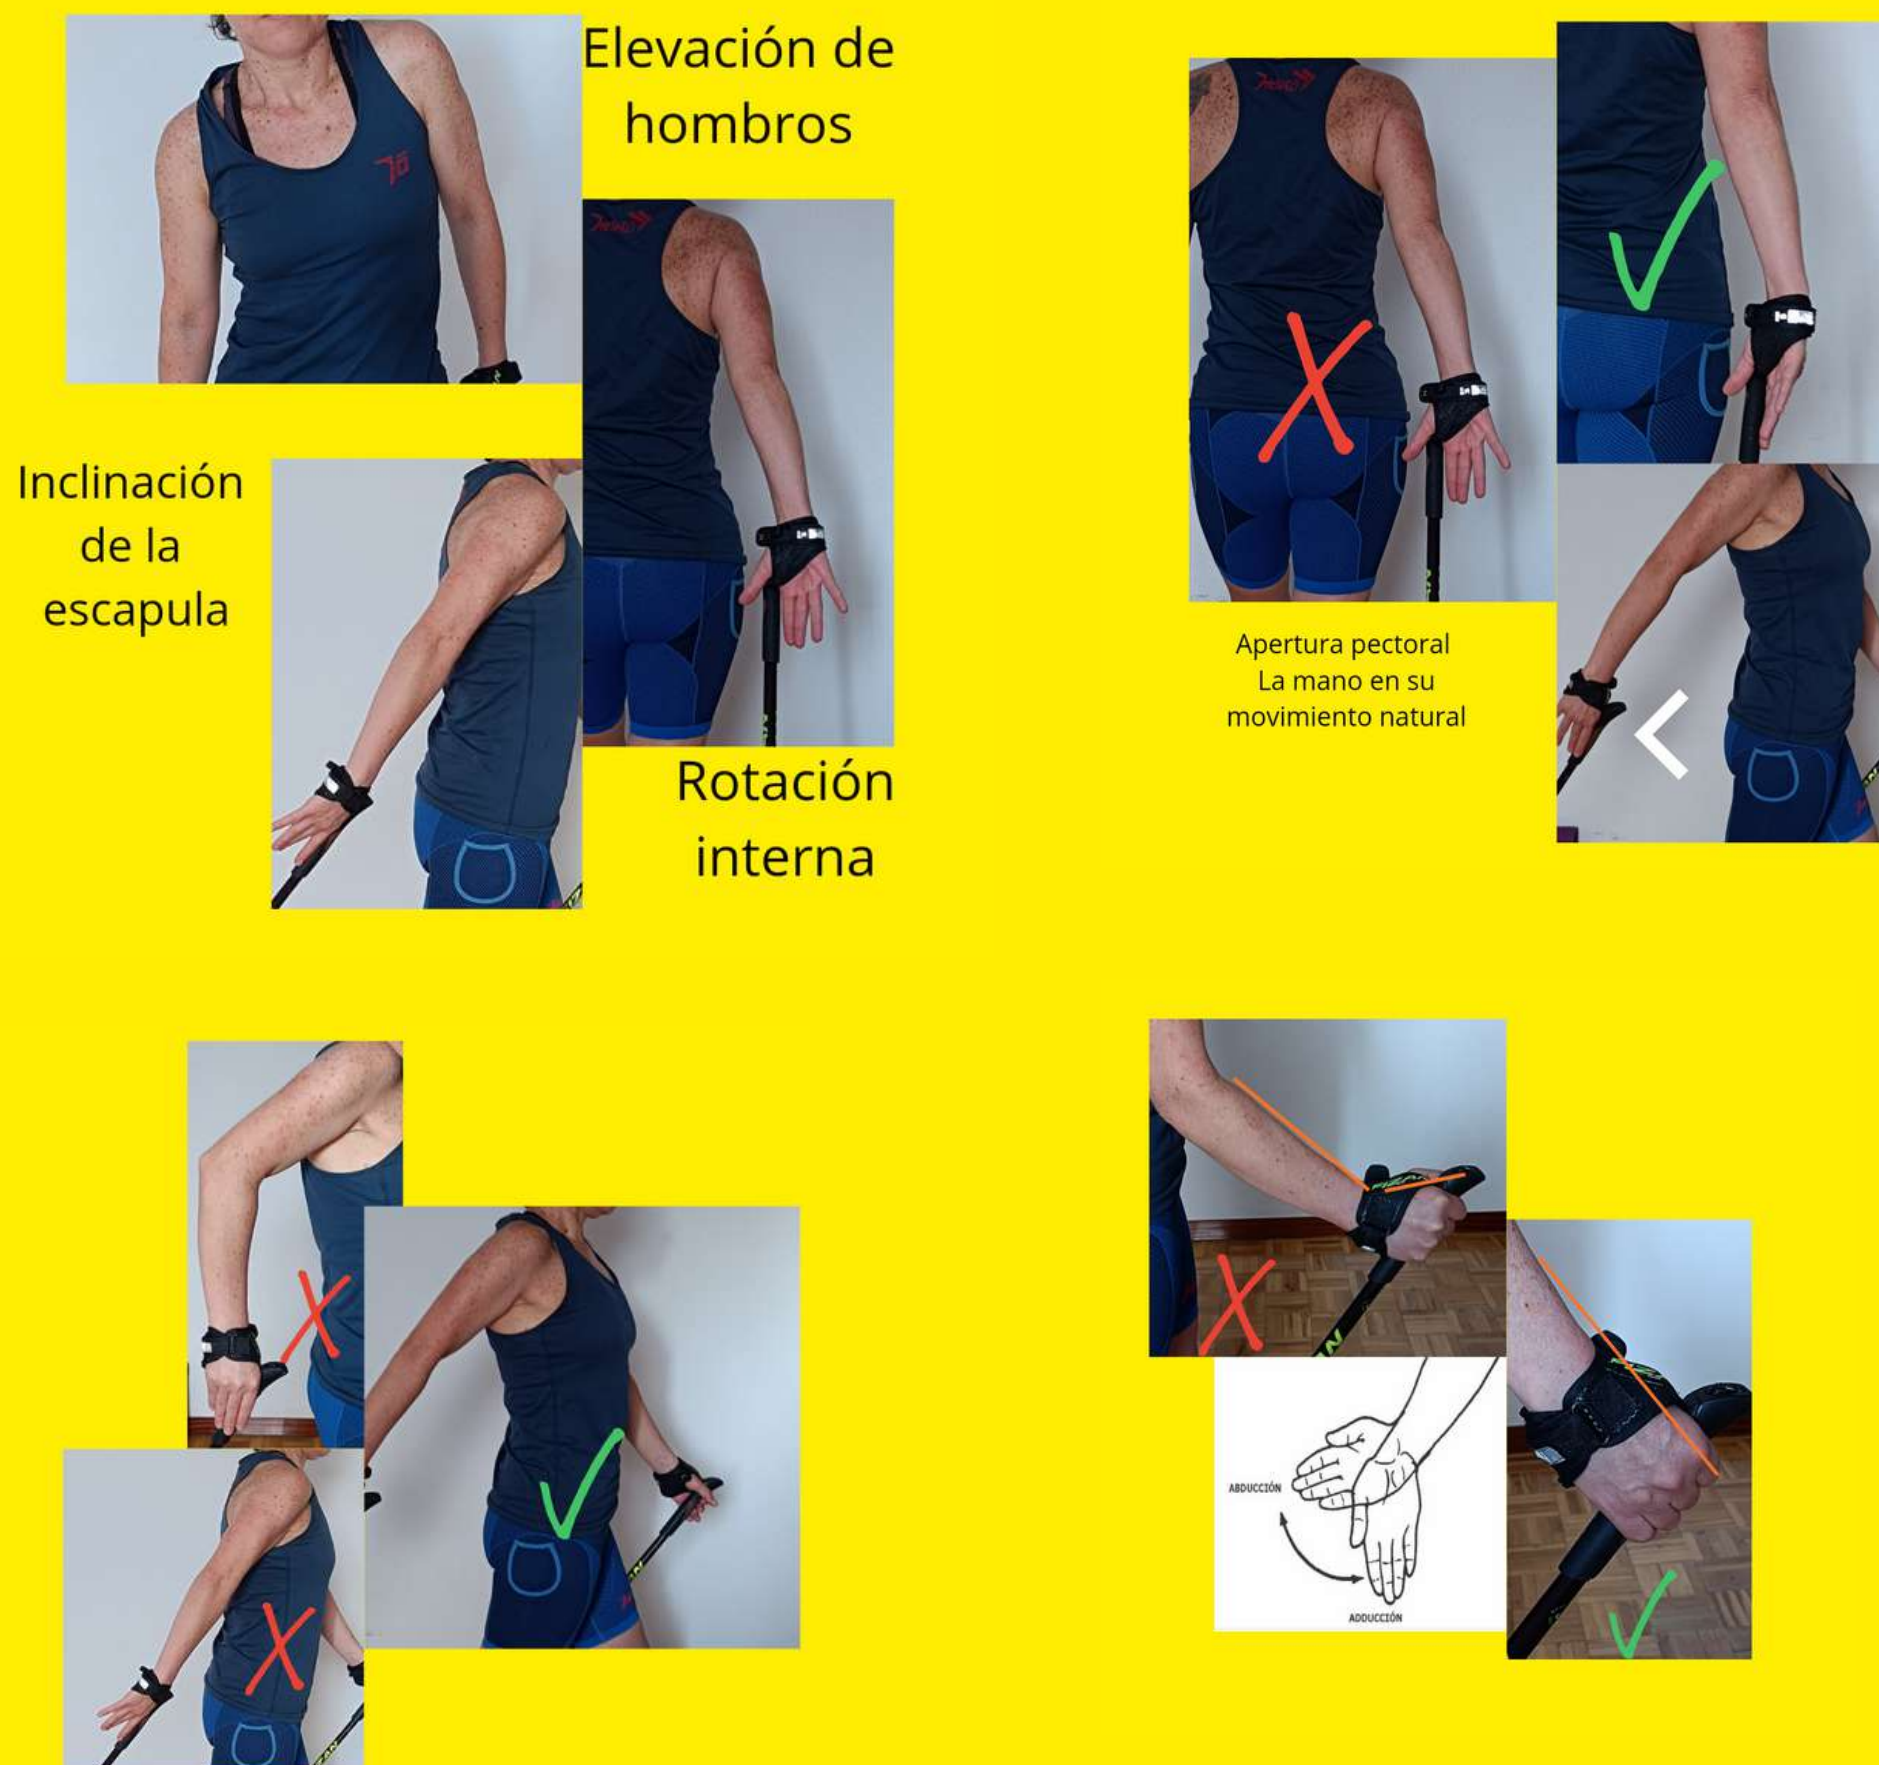 Elevación de
hombros
Inclinación
de la
escapula
Rotación
interna
Apertura pectoral
La mano en su
movimiento natural
FIZAN
ABDUCCIÓN
ADDUCCIÓN